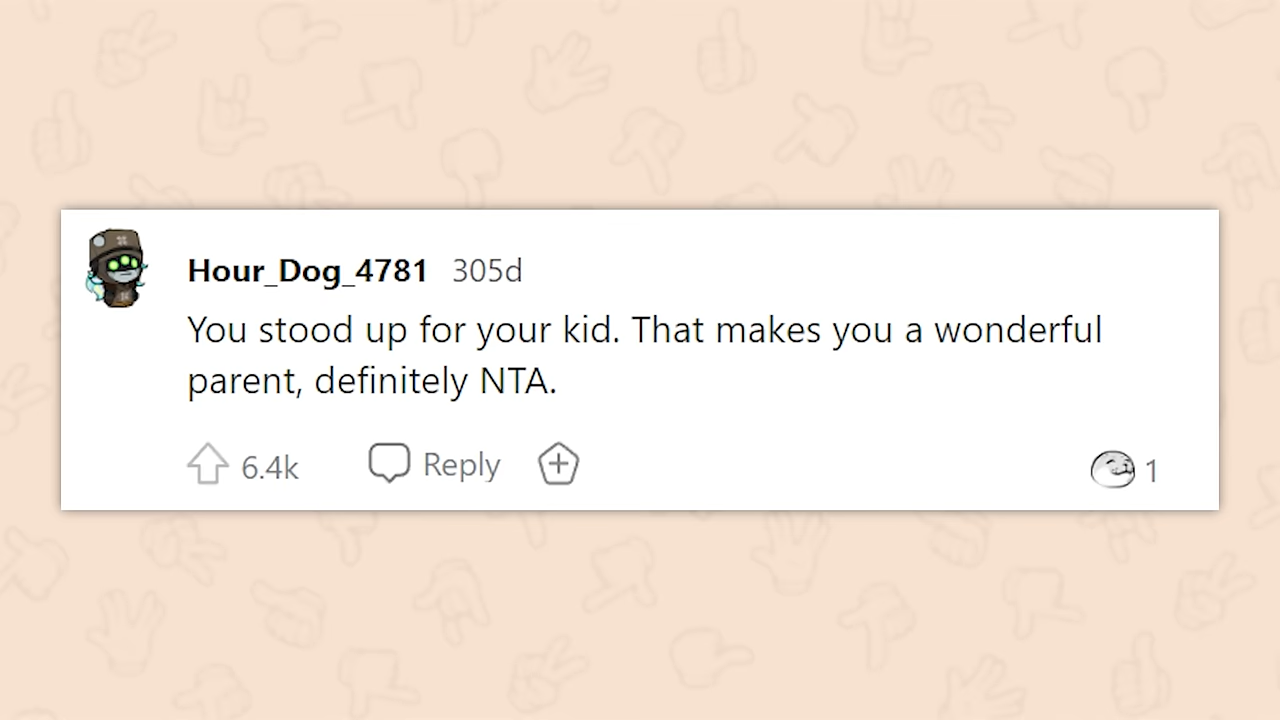 Hour_Dog_4781 305d
You stood up for your kid. That makes you a wonderful
parent, definitely NTA.
6.4k Reply 1